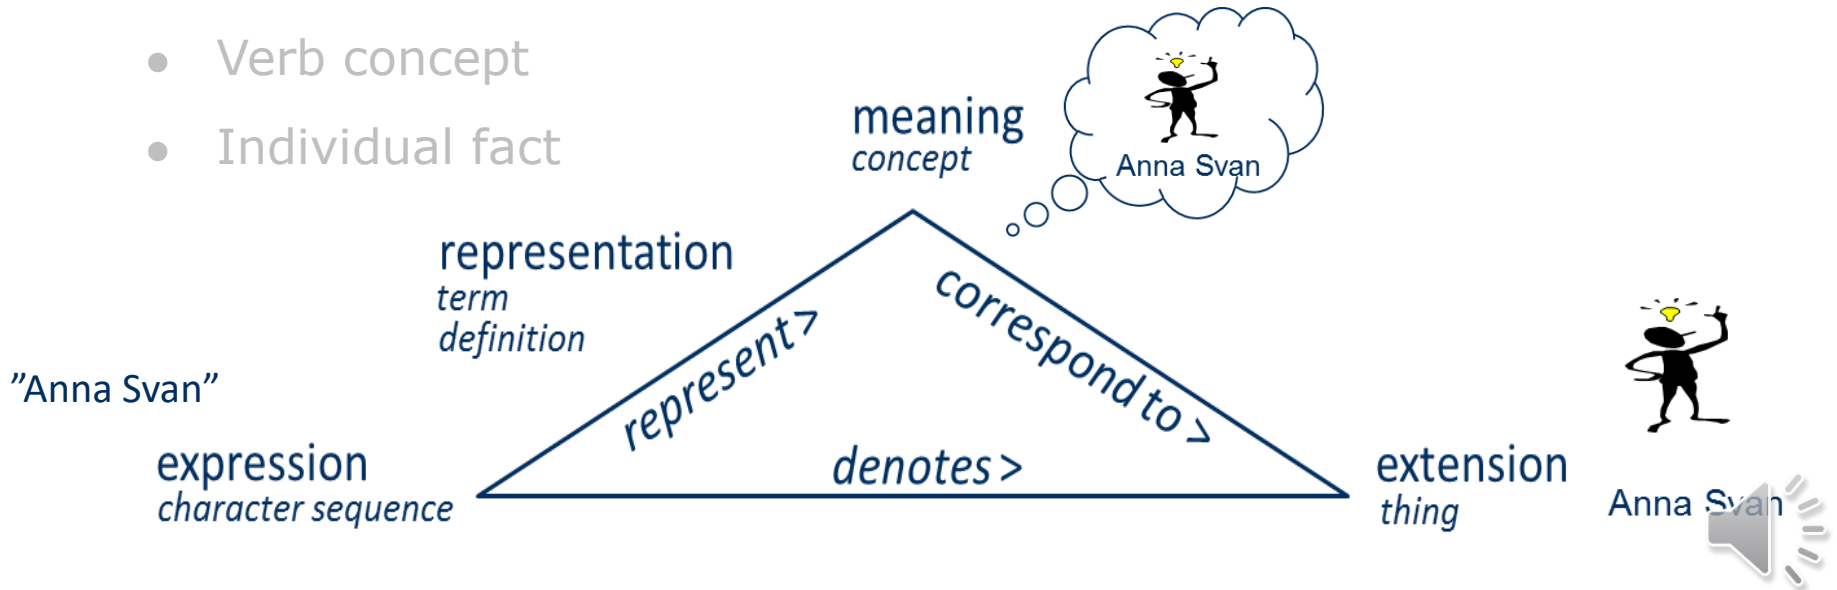 ● Verb concept
● Individual fact
meaning
concept
Anna Svan
representation
term
definition
represent >
correspond to >
”Anna Svan”
expression
character sequence
denotes >
extension
thing
Anna Svan